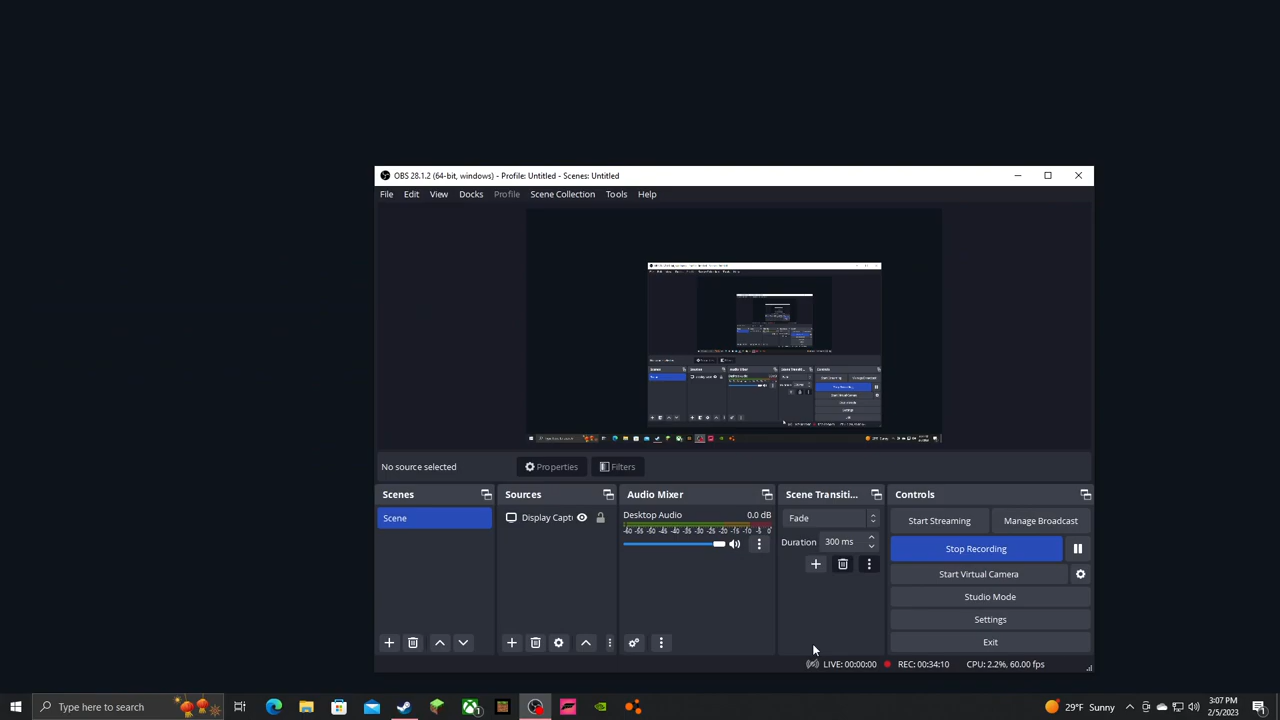 OBS 28.1.2 (64-bit, windows) - Profile: Untitled - Scenes: Untitled
File Edit View Docks Profile Scene Collection Tools Help
No source selected Properties Filters
Scenes Sources Audio Mixer Scene Transiti... Controls
Scene
Display Capti
Desktop Audio 0.0 dB
-60 -55 -50 -45 -40 -35 -30 -25 -20 -15 -10 -5 0
Fade
Duration 300 ms
Start Streaming Manage Broadcast
Stop Recording
Start Virtual Camera
Studio Mode
Settings
Exit
LIVE: 00:00:00 REC: 00:34:10 CPU: 2.2%, 60.00 fps
Type here to search
29°F Sunny
3:07 PM
2/5/2023
1